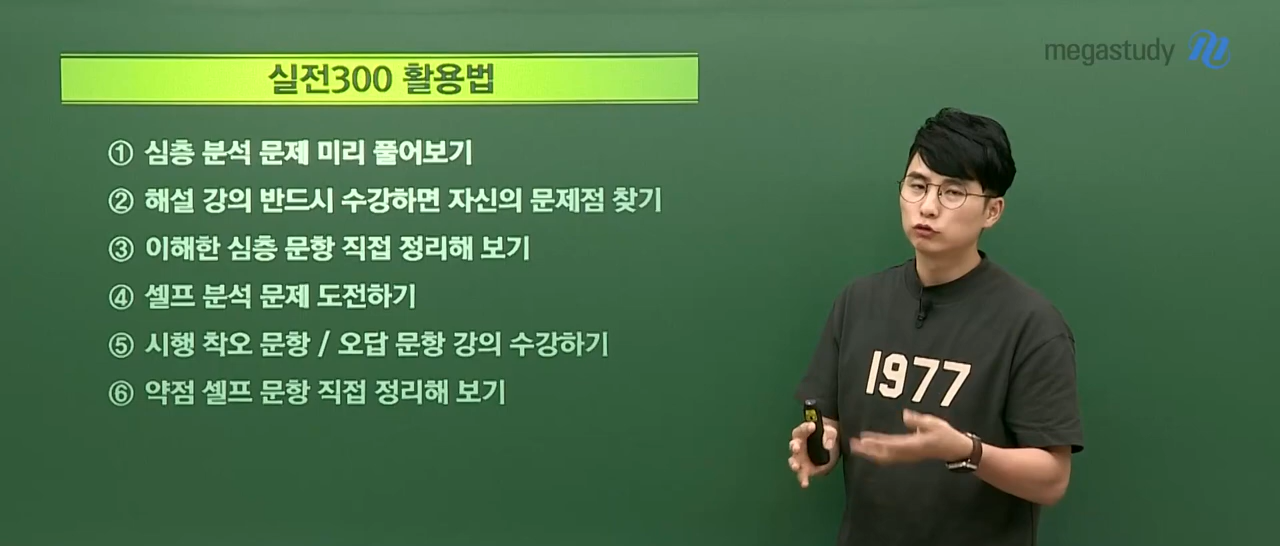 실전300 활용법
megastudy
① 심층 분석 문제 미리 풀어보기
② 해설 강의 반드시 수강하면 자신의 문제점 찾기
③ 이해한 심층 문항 직접 정리해 보기
④ 셀프 분석 문제 도전하기
⑤ 시행 착오 문항 / 오답 문항 강의 수강하기
⑥ 약점 셀프 문항 직접 정리해 보기
1977